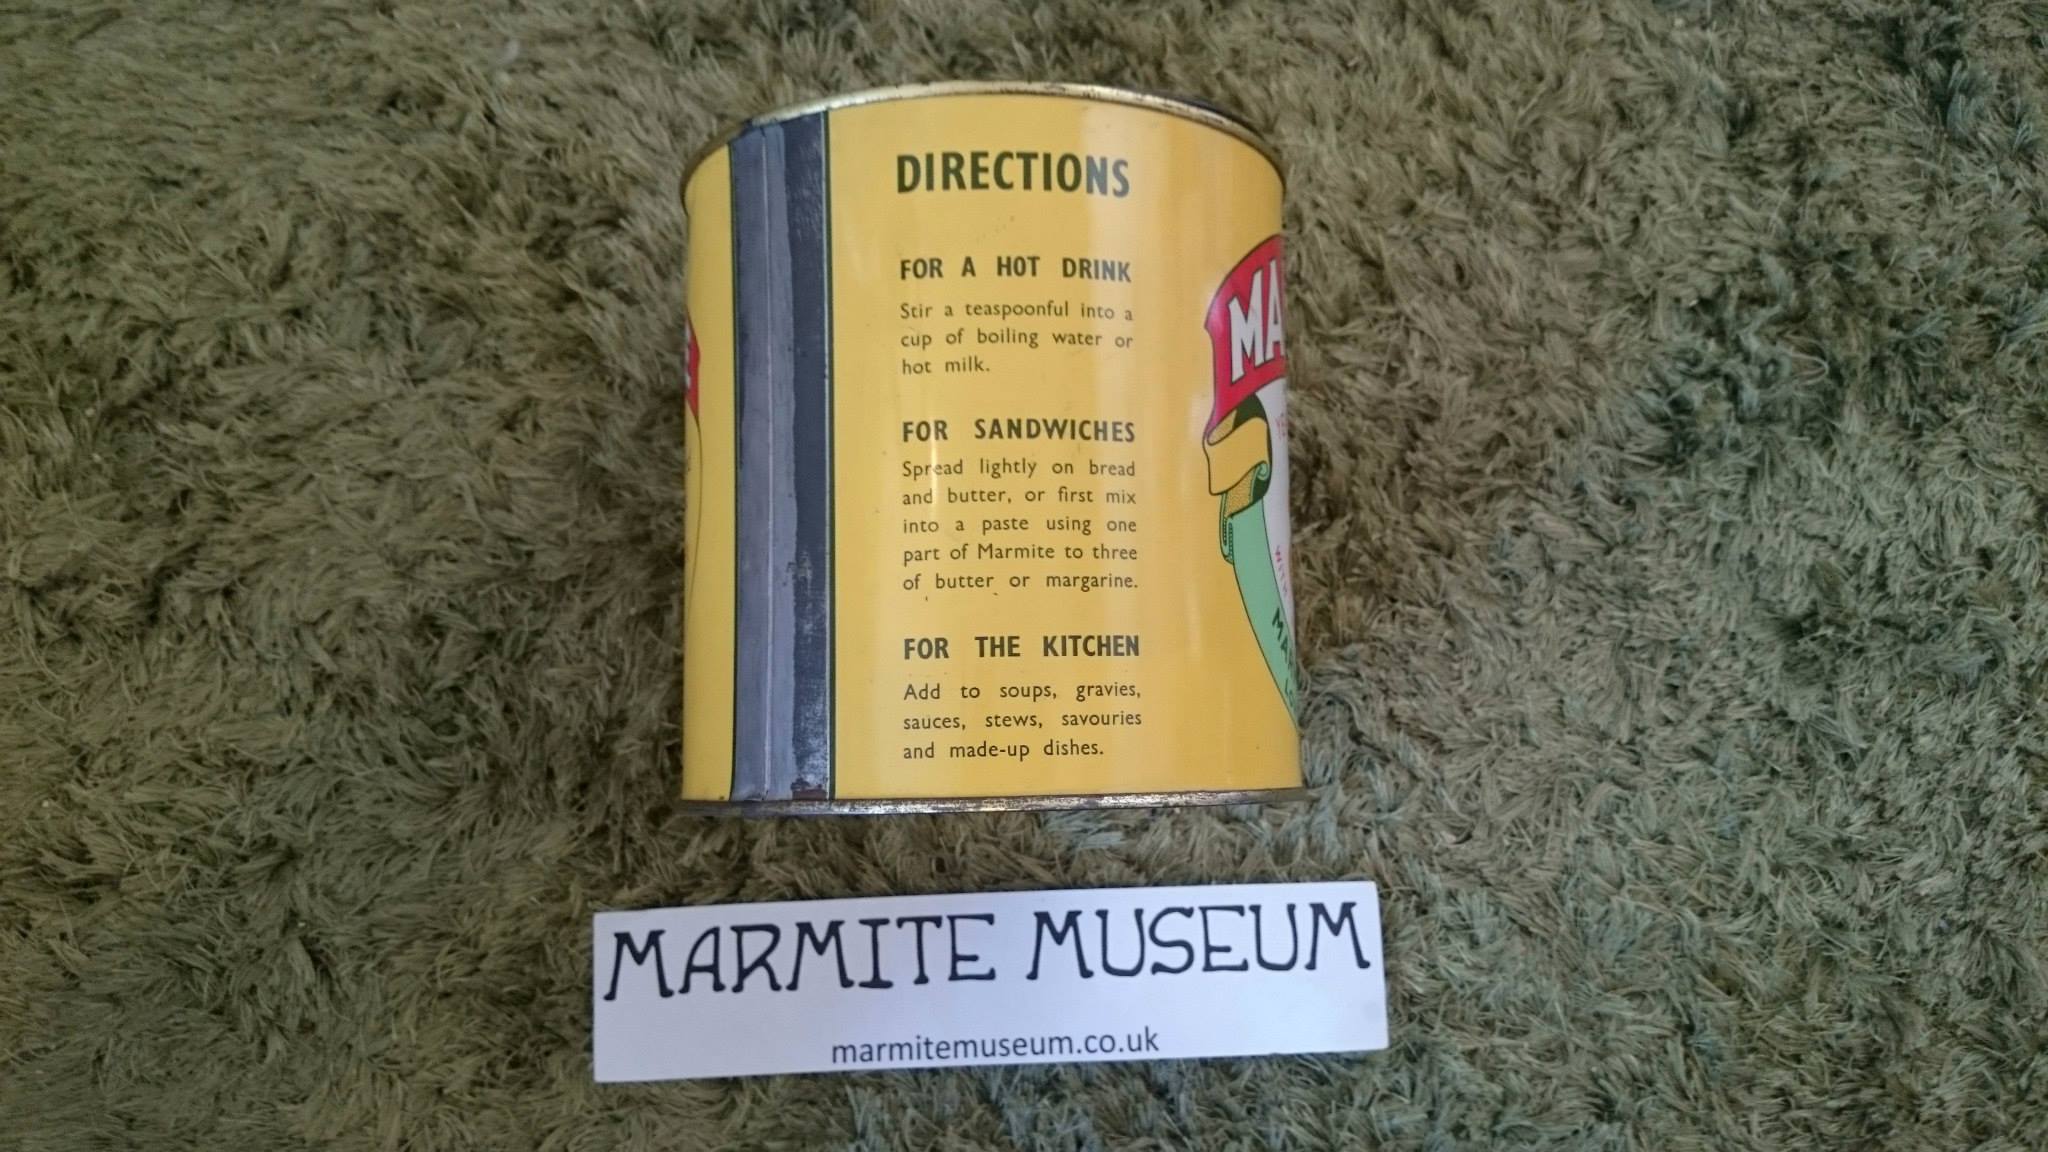 DIRECTIONS
FOR A HOT DRINK
Stir a teaspoonful into a
cup of boiling water or
hot milk.
FOR SANDWICHES
Spread lightly on bread
and butter, or first mix
into a paste using one
part of Marmite to three
of butter or margarine.
FOR THE KITCHEN
Add to soups, gravies,
sauces, stews, savouries
and made-up dishes.
MA
MARMITE MUSEUM
marmitemuseum.co.uk